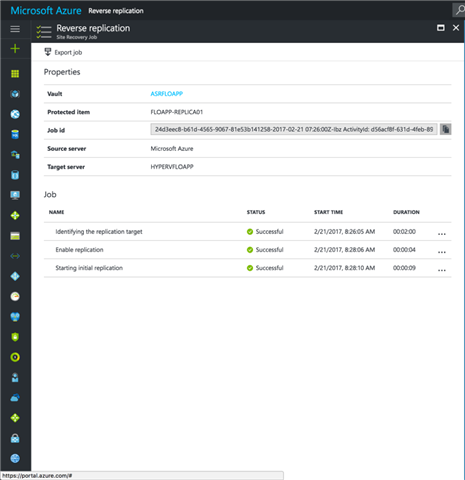 Microsoft Azure Reverse replication
Reverse replication
Site Recovery Job
Export job
Properties
Vault ASRFLOAPP
Protected item FLOAPP-REPLICA01
Job id 24d3eec8-b61d-4565-9067-81e53b141258-2017-02-21 07:26:00Z-Ibz ActivityId: d56acf8f-631d-4feb-89
Source server Microsoft Azure
Target server HYPERVFLOAPP
Job
NAME STATUS START TIME DURATION
Identifying the replication target Successful 2/21/2017, 8:26:05 AM 00:02:00 ...
Enable replication Successful 2/21/2017, 8:28:06 AM 00:00:04 ...
Starting initial replication Successful 2/21/2017, 8:28:10 AM 00:00:09 ...
https://portal.azure.com/#